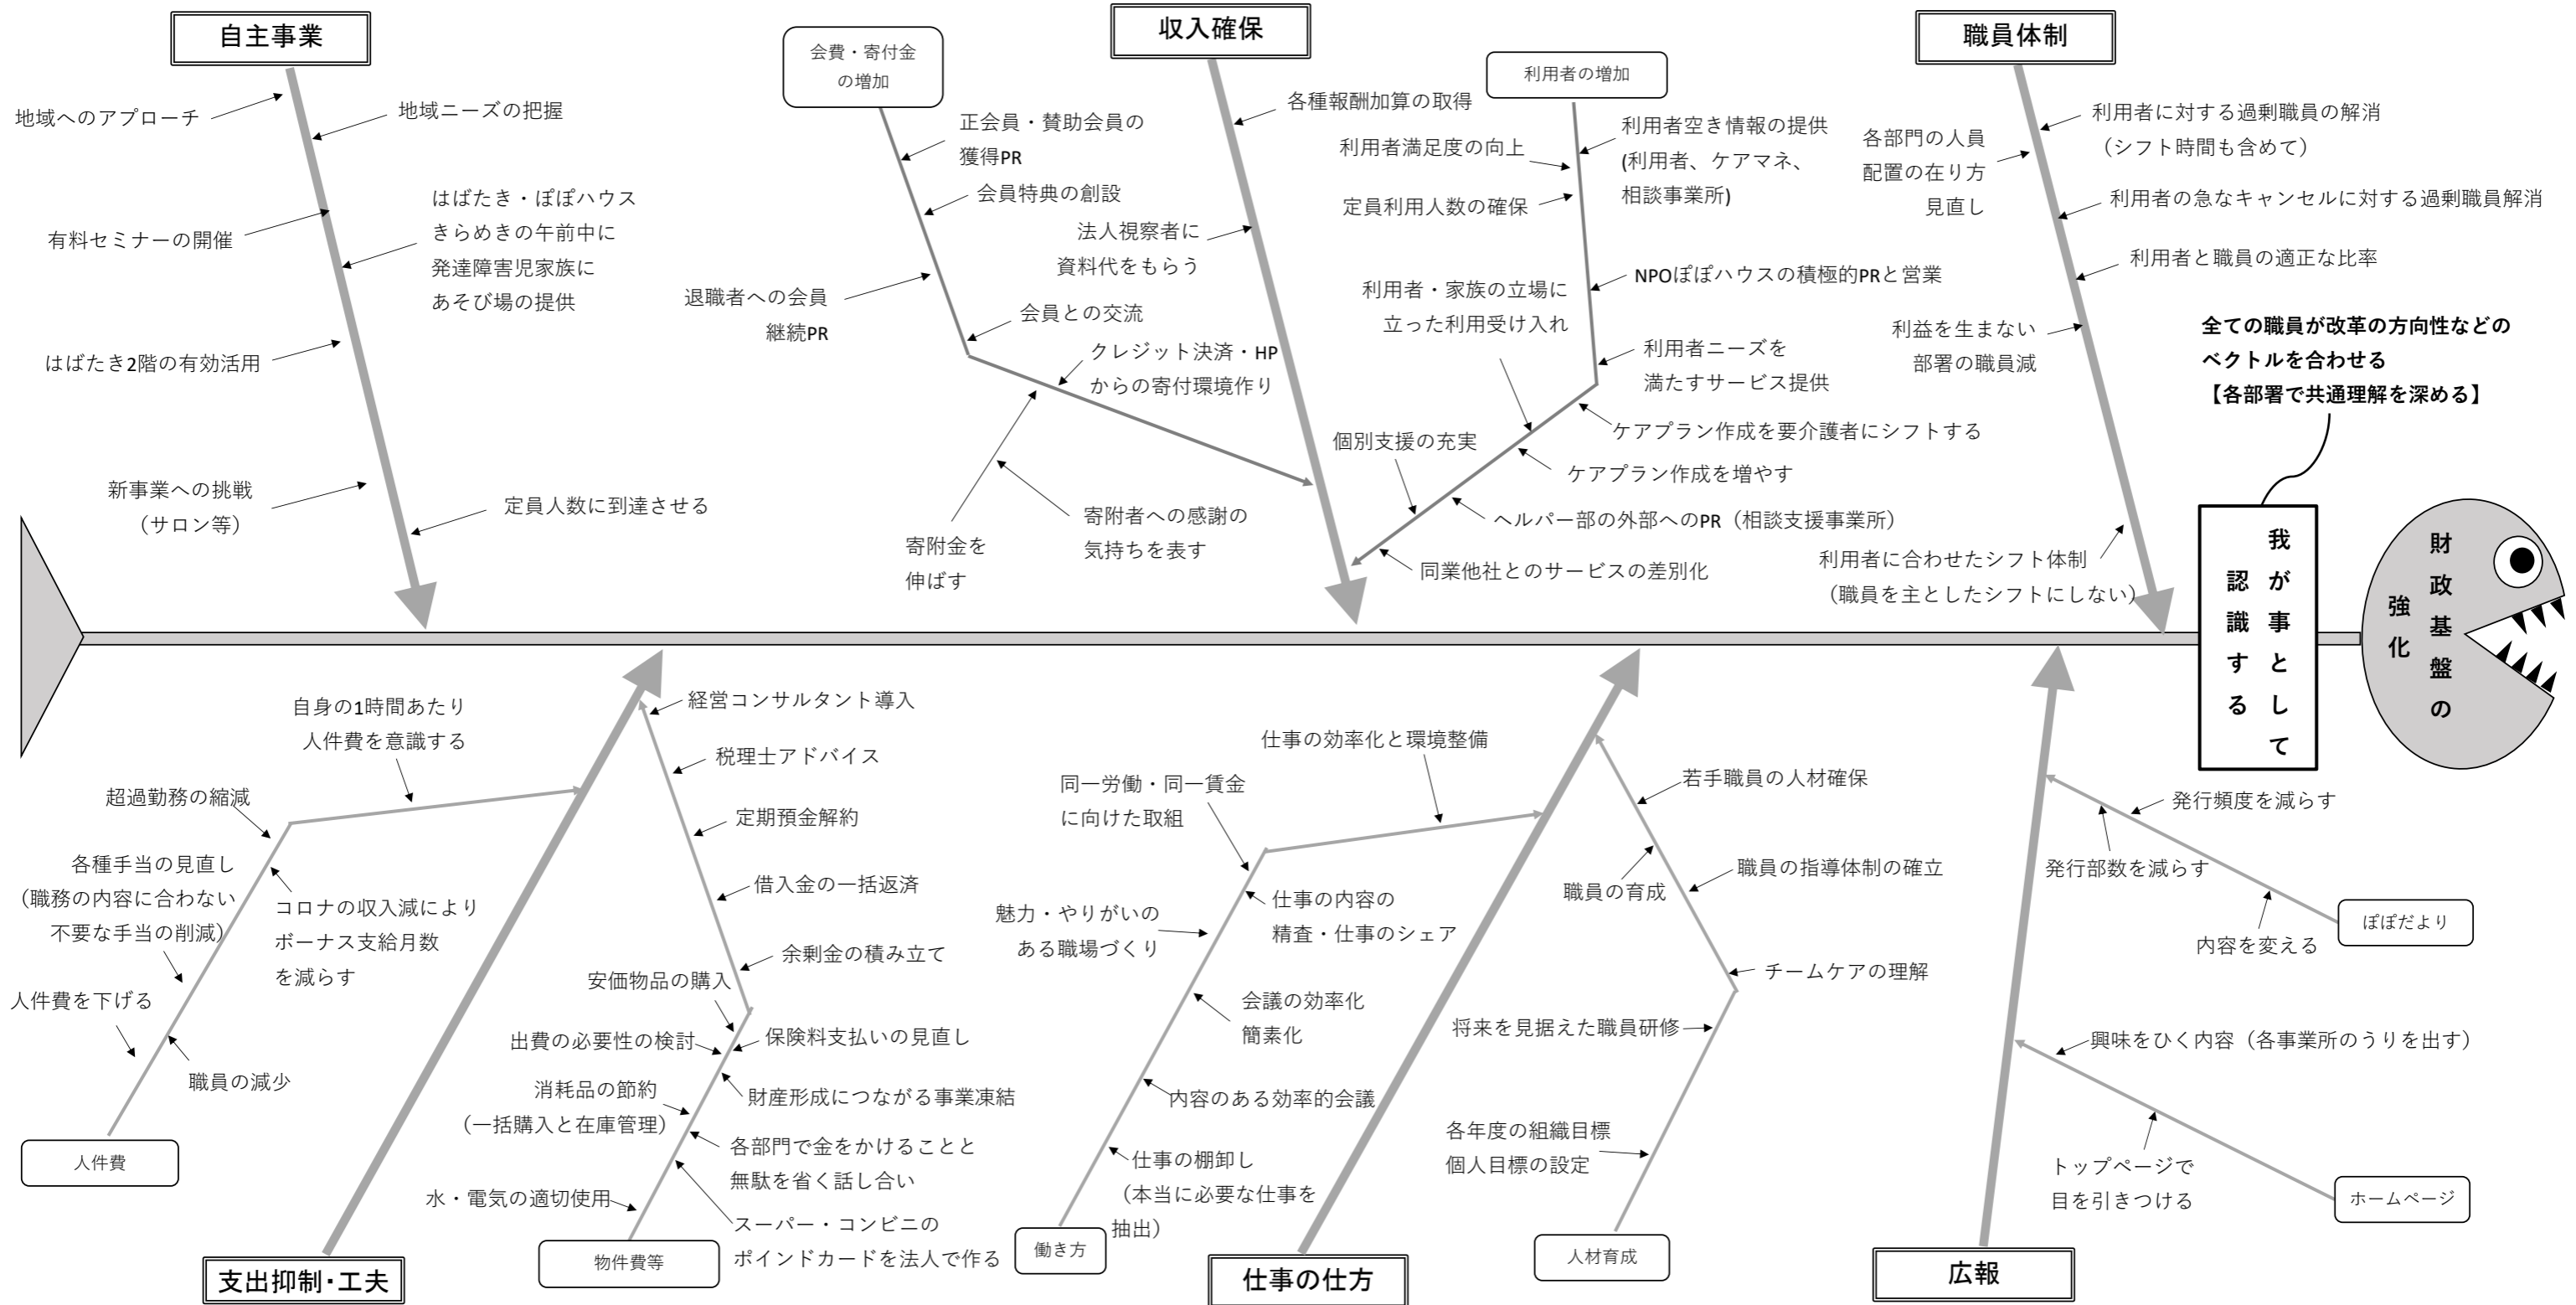 自主事業
地域へのアプローチ
地域ニーズの把握
有料セミナーの開催
はばたき・ぽぽハウス
きらめきの午前中に
発達障害児家族に
あそび場の提供
はばたき2階の有効活用
新事業への挑戦
（サロン等）
定員人数に到達させる
収入確保
会費・寄付金
の増加
正会員・賛助会員の
獲得PR
会員特典の創設
退職者への会員
継続PR
会員との交流
クレジット決済・HP
からの寄付環境作り
寄附金を
伸ばす
寄附者への感謝の
気持ちを表す
各種報酬加算の取得
法人視察者に
資料代をもらう
利用者の増加
利用者空き情報の提供
(利用者、ケアマネ、
相談事業所)
利用者満足度の向上
定員利用人数の確保
NPOぽぽハウスの積極的PRと営業
利用者・家族の立場に
立った利用受け入れ
利用者ニーズを
満たすサービス提供
ケアプラン作成を要介護者にシフトする
個別支援の充実
ケアプラン作成を増やす
ヘルパー部の外部へのPR（相談支援事業所）
同業他社とのサービスの差別化
職員体制
利用者に対する過剰職員の解消
（シフト時間も含めて）
各部門の人員
配置の在り方
見直し
利用者の急なキャンセルに対する過剰職員解消
利用者と職員の適正な比率
利益を生まない
部署の職員減
利用者に合わせたシフト体制
（職員を主としたシフトにしない）
全ての職員が改革の方向性などの
ベクトルを合わせる
【各部署で共通理解を深める】
我が事として
認識する
財政基盤の
強化
支出抑制・工夫
自身の1時間あたり
人件費を意識する
超過勤務の縮減
各種手当の見直し
（職務の内容に合わない
不要な手当の削減）
コロナの収入減により
ボーナス支給月数
を減らす
人件費を下げる
職員の減少
人件費
経営コンサルタント導入
税理士アドバイス
定期預金解約
借入金の一括返済
余剰金の積み立て
安価物品の購入
保険料支払いの見直し
出費の必要性の検討
財産形成につながる事業凍結
消耗品の節約
（一括購入と在庫管理）
各部門で金をかけることと
無駄を省く話し合い
水・電気の適切使用
スーパー・コンビニの
ポインドカードを法人で作る
物件費等
仕事の仕方
仕事の効率化と環境整備
同一労働・同一賃金
に向けた取組
仕事の内容の
精査・仕事のシェア
魅力・やりがいの
ある職場づくり
会議の効率化
簡素化
内容のある効率的会議
仕事の棚卸し
（本当に必要な仕事を
抽出）
働き方
若手職員の人材確保
職員の育成
職員の指導体制の確立
チームケアの理解
将来を見据えた職員研修
各年度の組織目標
個人目標の設定
人材育成
広報
発行頻度を減らす
発行部数を減らす
内容を変える
ぽぽだより
興味をひく内容（各事業所のうりを出す）
トップページで
目を引きつける
ホームページ